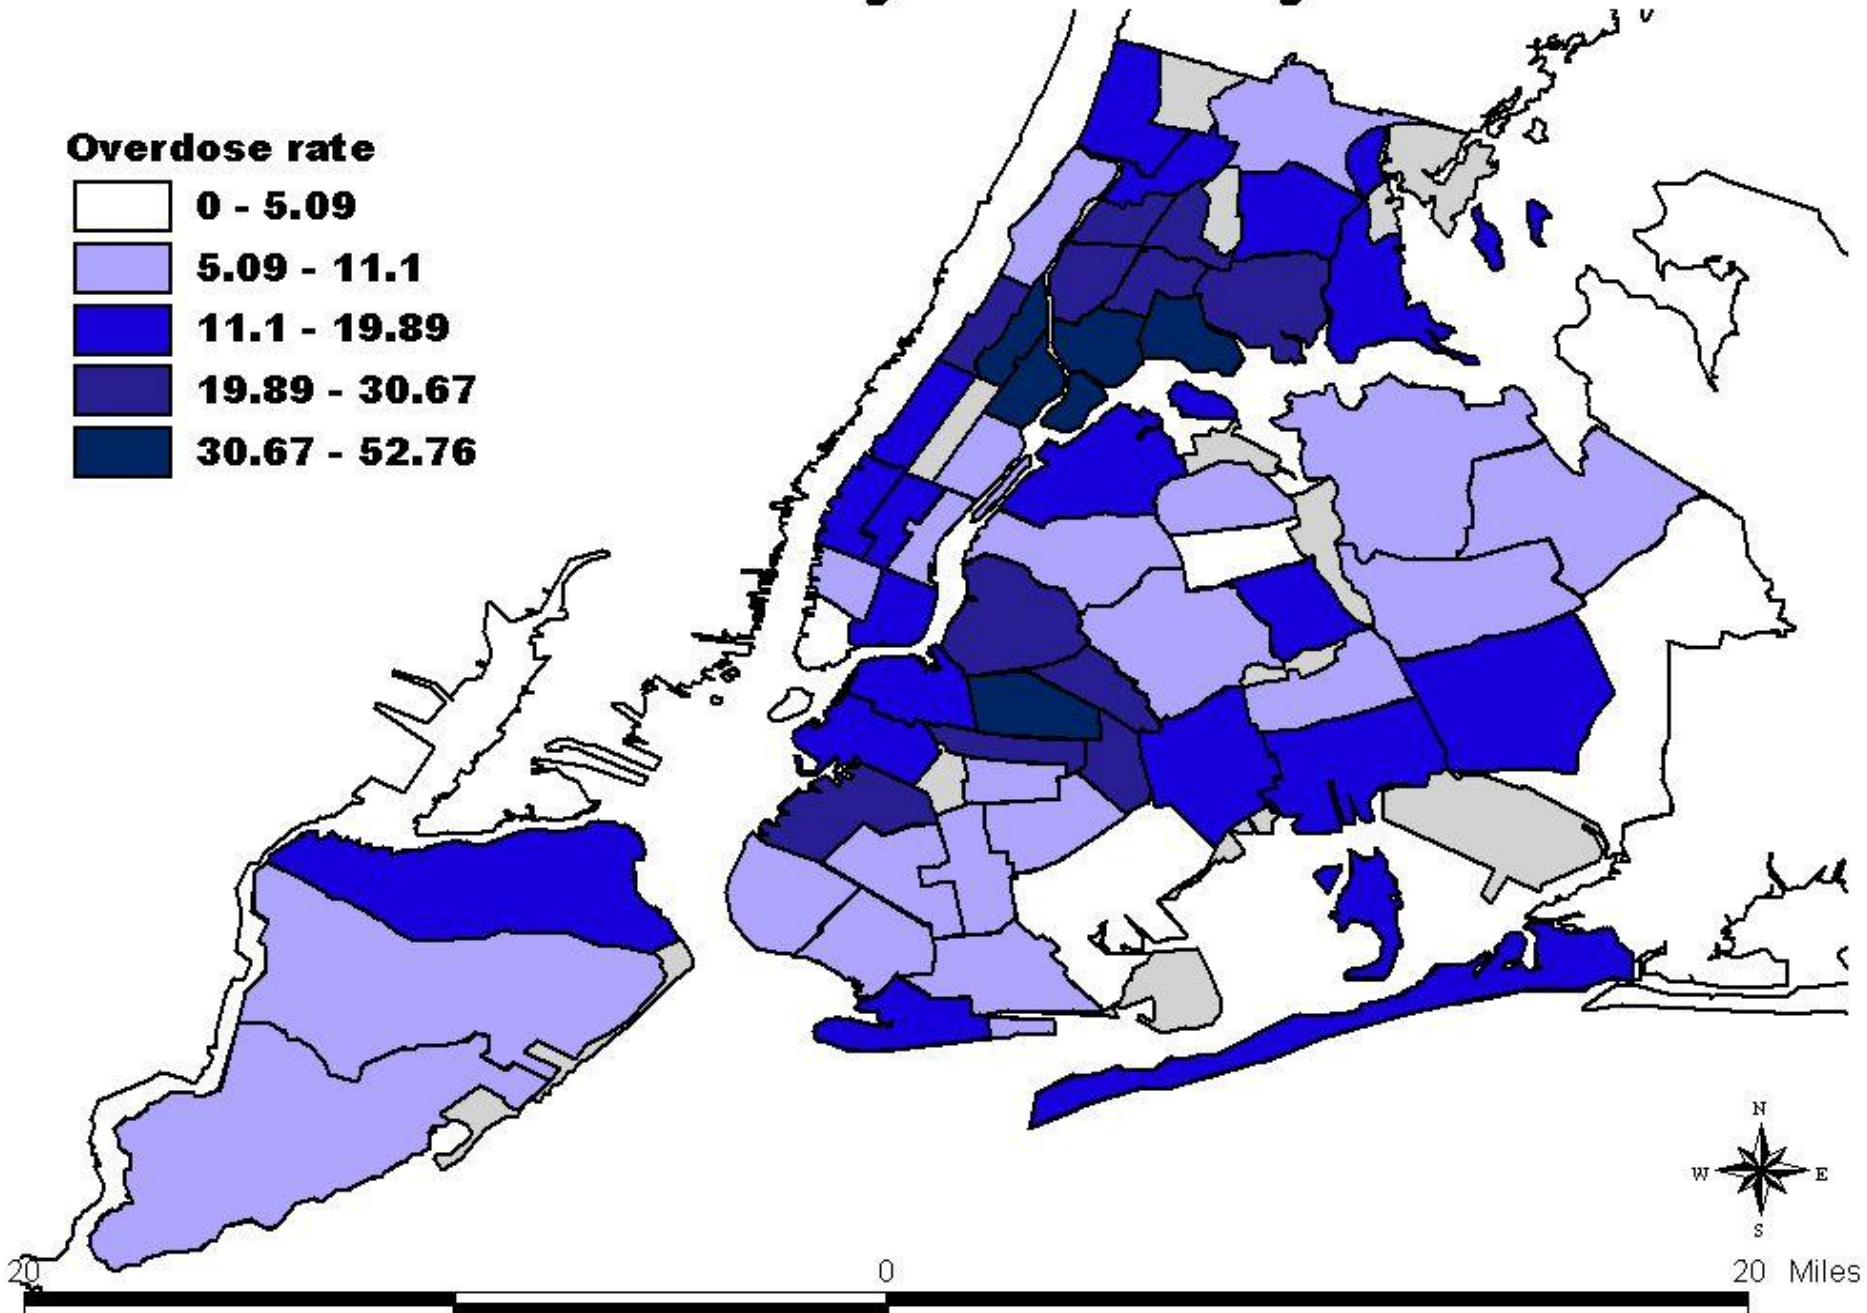 Overdose rate
0 - 5.09
5.09 - 11.1
11.1 - 19.89
19.89 - 30.67
30.67 - 52.76
N
W E
S
20 0 20 Miles